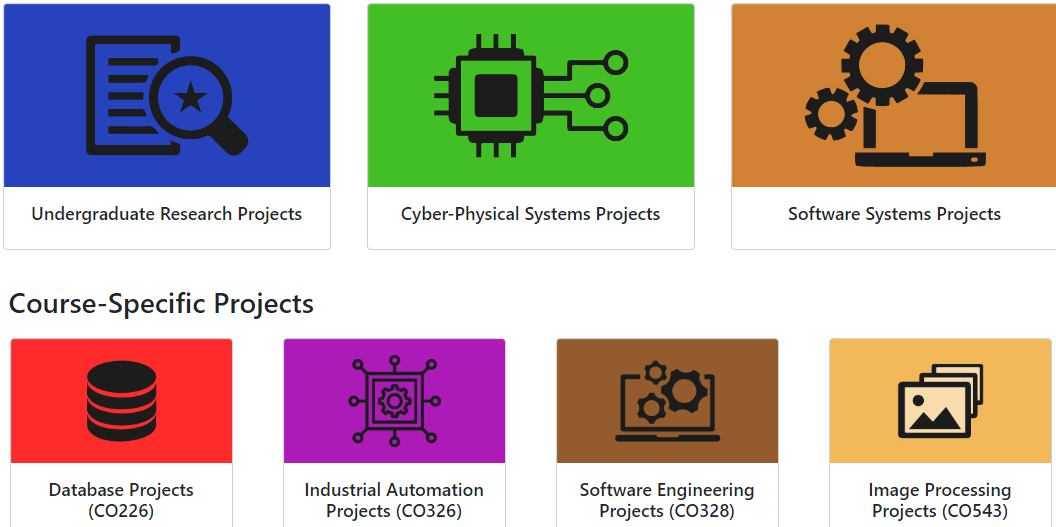 Undergraduate Research Projects
Cyber-Physical Systems Projects
Software Systems Projects
Course-Specific Projects
Database Projects
(CO226)
Industrial Automation
Projects (CO326)
Software Engineering
Projects (CO328)
Image Processing
Projects (CO543)